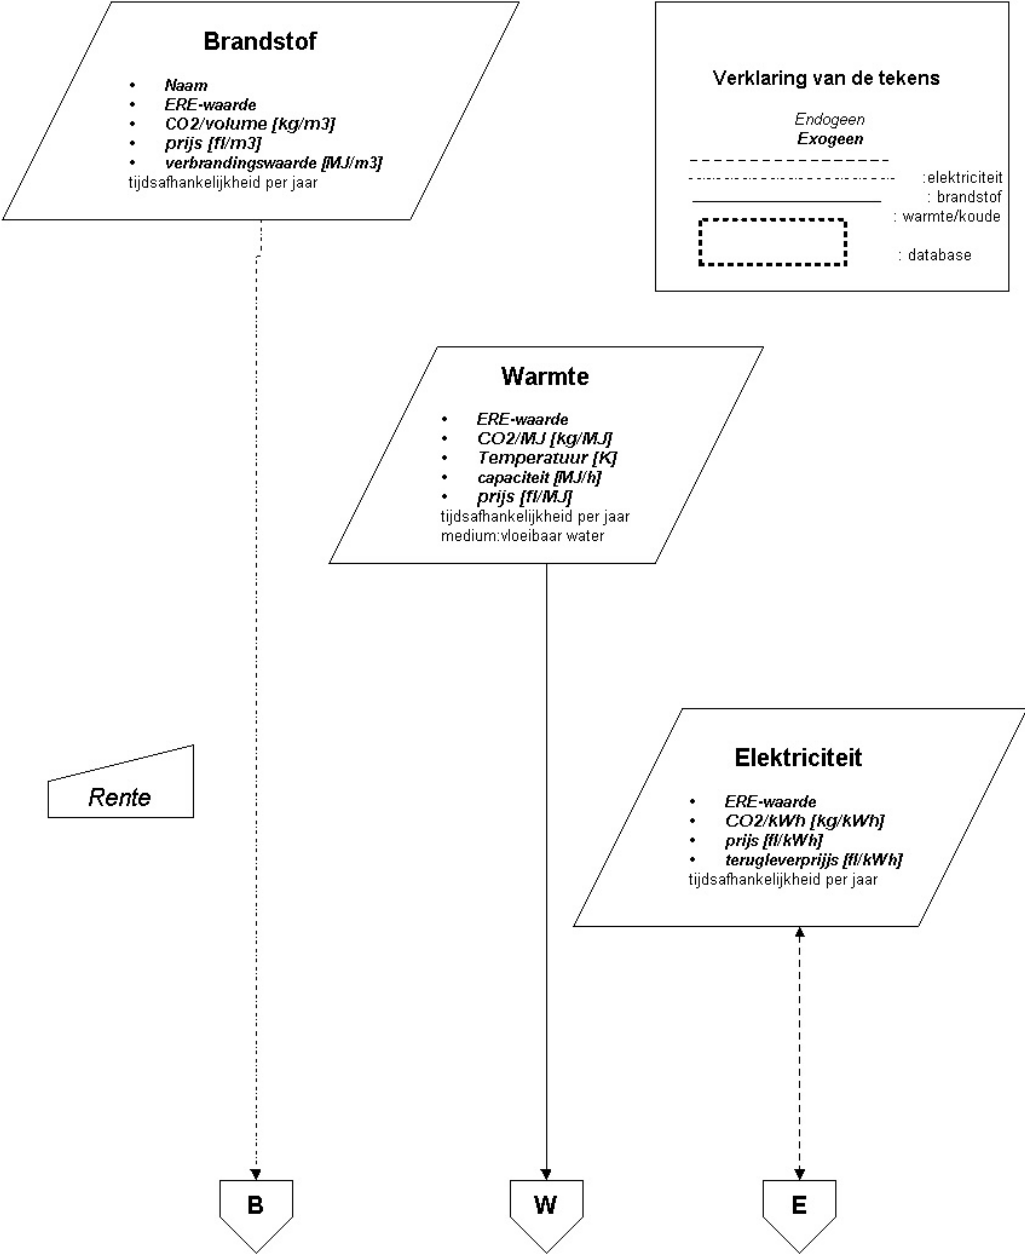 Brandstof
• Naam
• ERE-waarde
• CO2/volume [kg/m3]
• prijs [fl/m3]
• verbrandingswaarde [MJ/m3]
tijdsafhankelijkheid per jaar
Verklaring van de tekens
Endogeen
Exogeen
:elektriciteit
: brandstof
: warmte/koude
: database
Warmte
• ERE-waarde
• CO2/MJ [kg/MJ]
• Temperatuur [K]
• capaciteit [MJ/h]
• prijs [fl/MJ]
tijdsafhankelijkheid per jaar
medium:vloeibaar water
Rente
Elektriciteit
• ERE-waarde
• CO2/kWh [kg/kWh]
• prijs [fl/kWh]
• terugleverprijjs [fl/kWh]
tijdsafhankelijkheid per jaar
B
W
E